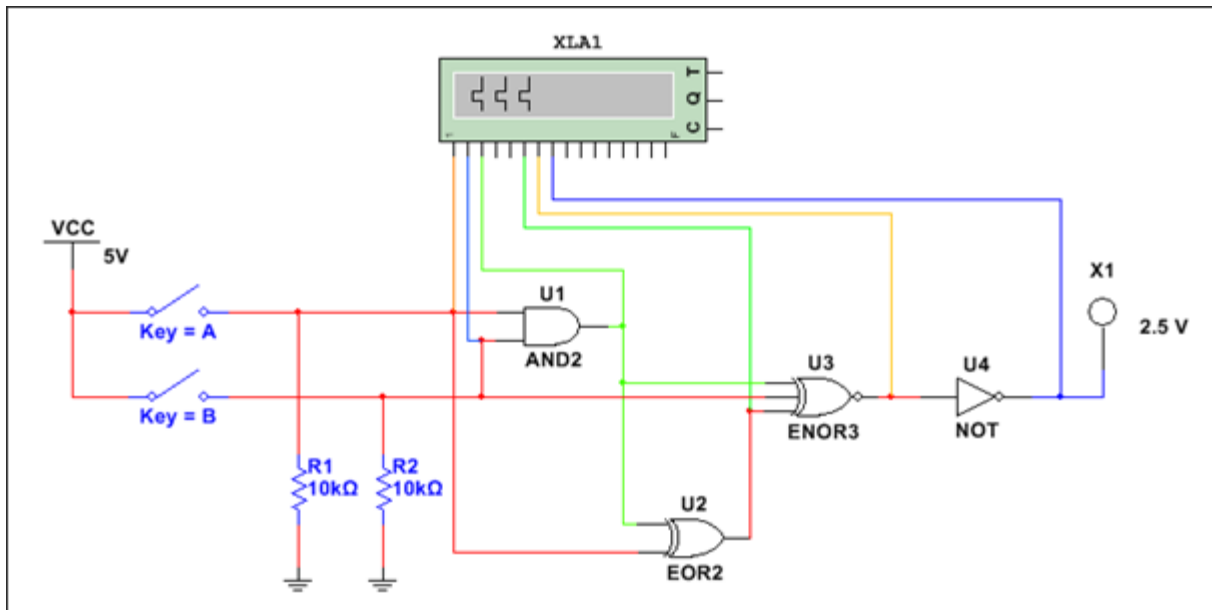 XLA1
T
Q
C
1
F
VCC
5V
Key = A
Key = B
U1
AND2
X1
2.5 V
U3
ENOR3
U4
NOT
R1
10kΩ
R2
10kΩ
U2
EOR2